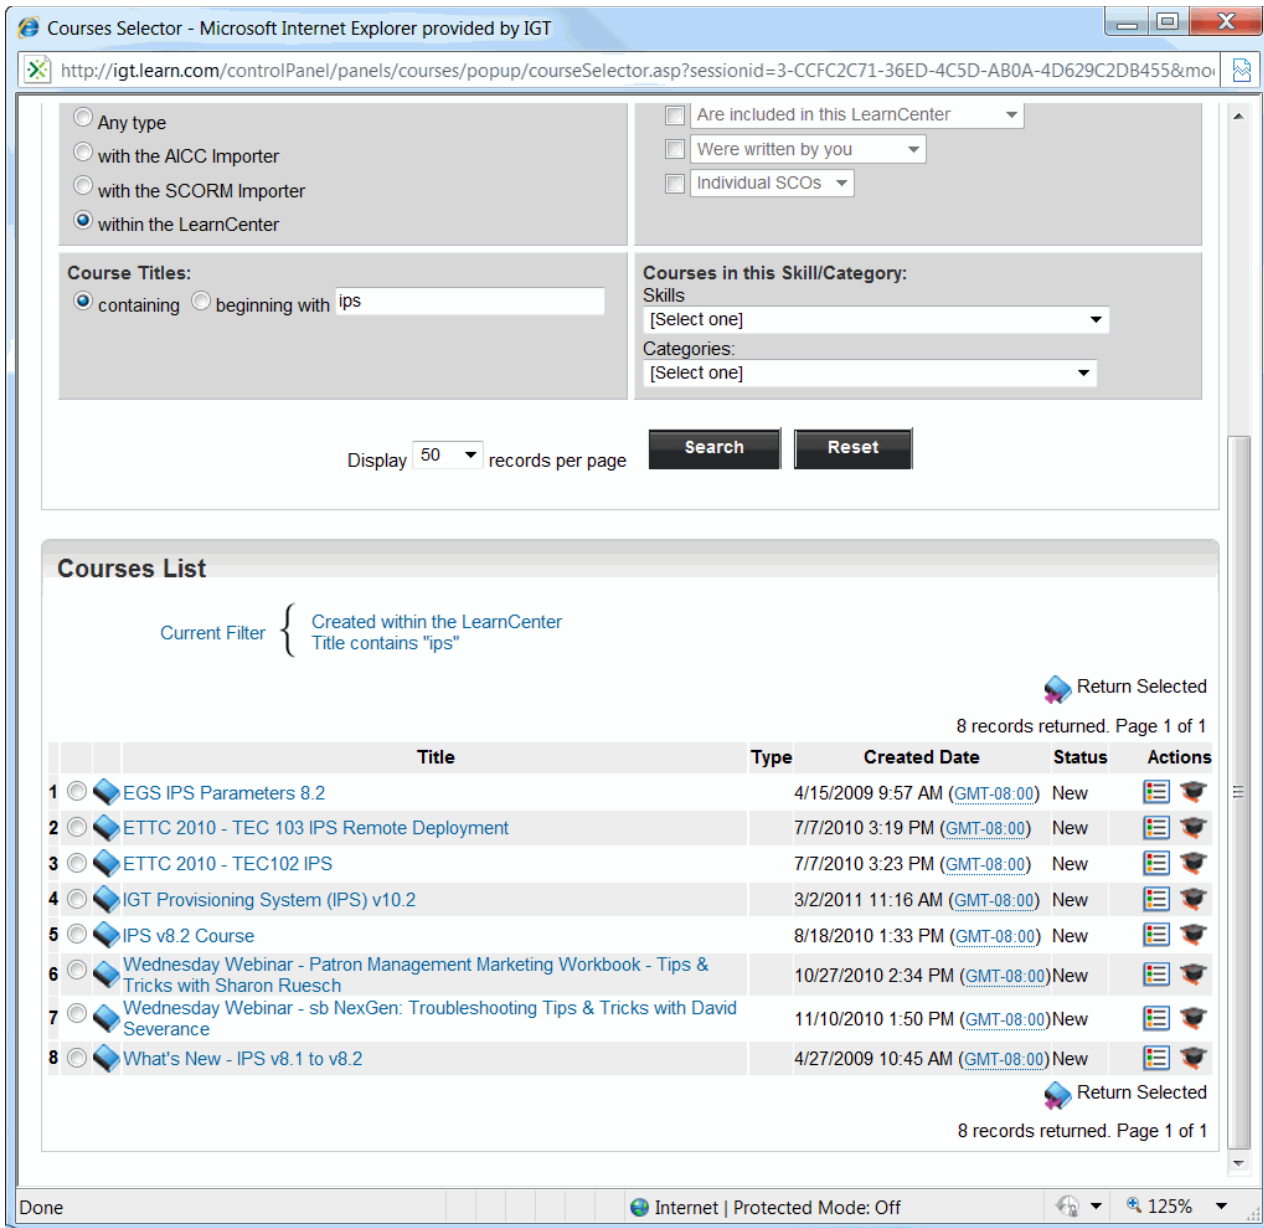 Courses Selector - Microsoft Internet Explorer provided by IGT
http://igt.learn.com/controlPanel/panels/courses/popup/courseSelector.asp?sessionid=3-CCFC2C71-36ED-4C5D-AB0A-4D629C2DB455&mo
Any type
with the AICC Importer
with the SCORM Importer
within the LearnCenter
Are included in this LearnCenter
Were written by you
Individual SCOs
Course Titles:
containing beginning with ips
Courses in this Skill/Category:
Skills
[Select one]
Categories:
[Select one]
Display 50 records per page Search Reset
Courses List
Current Filter { Created within the LearnCenter
Title contains "ips"
Return Selected
8 records returned. Page 1 of 1
Title Type Created Date Status Actions
1 EGS IPS Parameters 8.2 4/15/2009 9:57 AM (GMT-08:00) New
2 ETTC 2010 - TEC 103 IPS Remote Deployment 7/7/2010 3:19 PM (GMT-08:00) New
3 ETTC 2010 - TEC102 IPS 7/7/2010 3:23 PM (GMT-08:00) New
4 IGT Provisioning System (IPS) v10.2 3/2/2011 11:16 AM (GMT-08:00) New
5 IPS v8.2 Course 8/18/2010 1:33 PM (GMT-08:00) New
6 Wednesday Webinar - Patron Management Marketing Workbook - Tips &
Tricks with Sharon Ruesch 10/27/2010 2:34 PM (GMT-08:00) New
7 Wednesday Webinar - sb NexGen: Troubleshooting Tips & Tricks with David
Severance 11/10/2010 1:50 PM (GMT-08:00) New
8 What's New - IPS v8.1 to v8.2 4/27/2009 10:45 AM (GMT-08:00) New
Return Selected
8 records returned. Page 1 of 1
Done Internet | Protected Mode: Off 125%